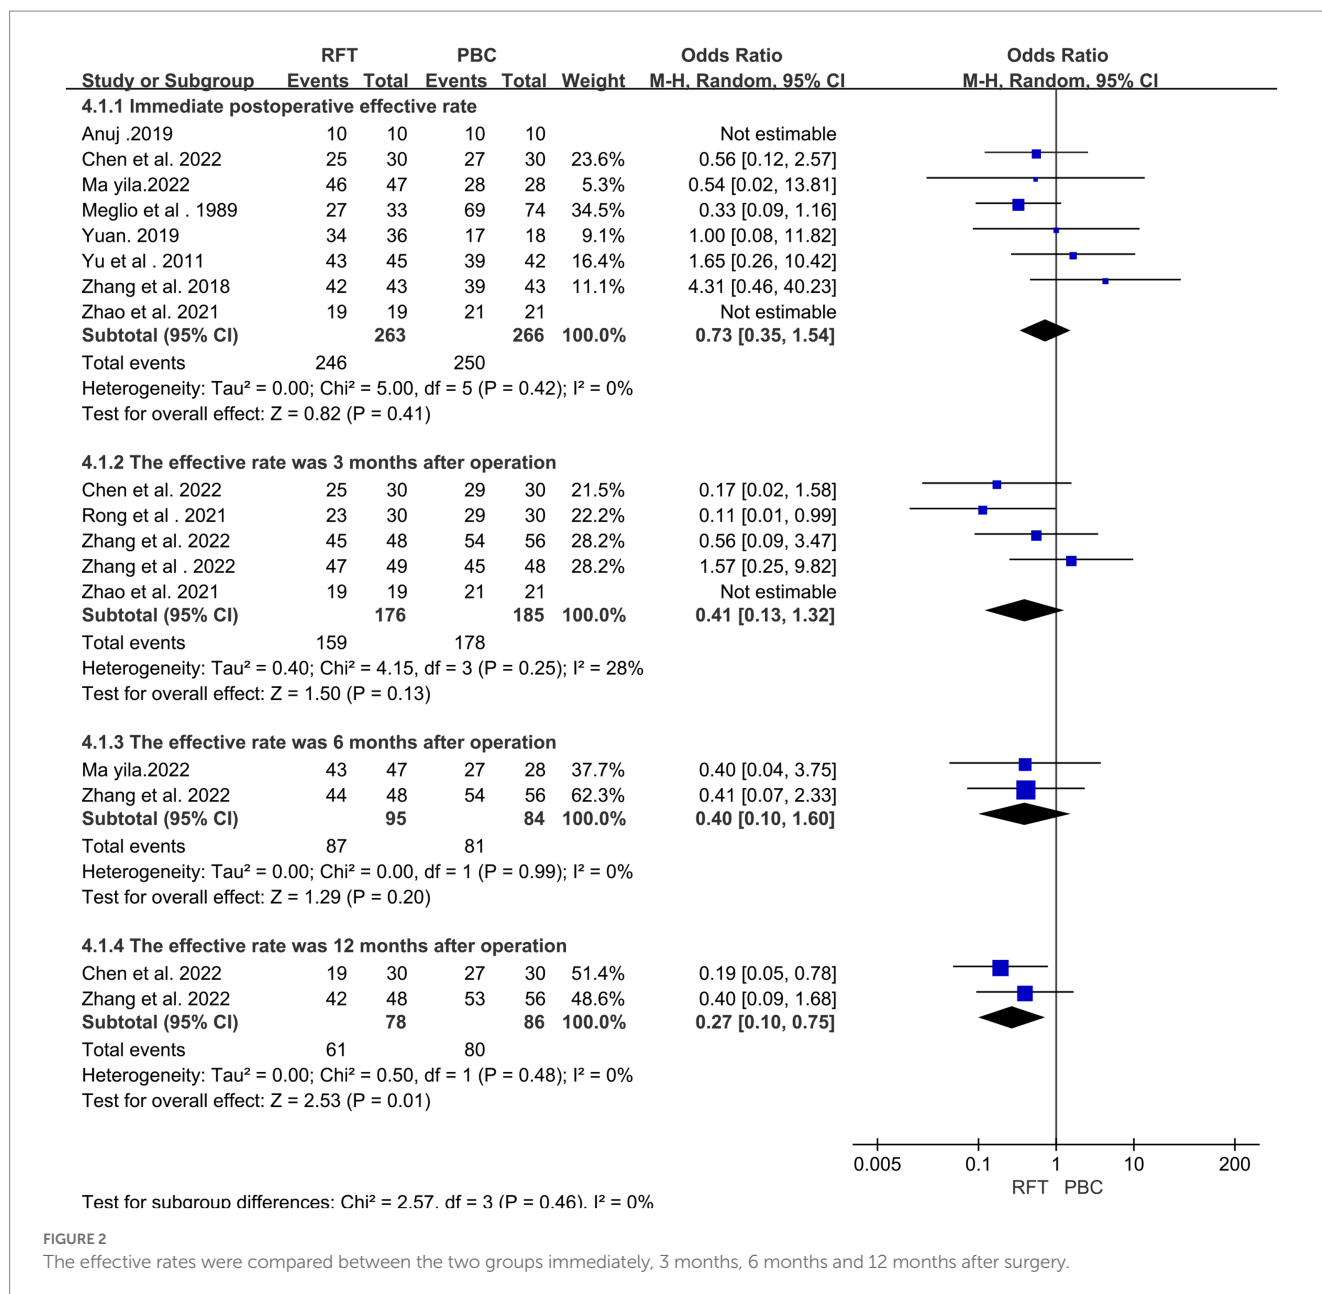 RFT PBC Odds Ratio Odds Ratio
Study or Subgroup Events Total Events Total Weight M-H, Random, 95% CI M-H, Random, 95% CI
4.1.1 Immediate postoperative effective rate
Anuj .2019 10 10 10 10 Not estimable
Chen et al. 2022 25 30 27 30 23.6% 0.56 [0.12, 2.57]
Ma yila.2022 46 47 28 28 5.3% 0.54 [0.02, 13.81]
Meglio et al . 1989 27 33 69 74 34.5% 0.33 [0.09, 1.16]
Yuan. 2019 34 36 17 18 9.1% 1.00 [0.08, 11.82]
Yu et al . 2011 43 45 39 42 16.4% 1.65 [0.26, 10.42]
Zhang et al. 2018 42 43 39 43 11.1% 4.31 [0.46, 40.23]
Zhao et al. 2021 19 19 21 21 Not estimable
Subtotal (95% CI) 263 266 100.0% 0.73 [0.35, 1.54]
Total events 246 250
Heterogeneity: Tau² = 0.00; Chi² = 5.00, df = 5 (P = 0.42); I² = 0%
Test for overall effect: Z = 0.82 (P = 0.41)
4.1.2 The effective rate was 3 months after operation
Chen et al. 2022 25 30 29 30 21.5% 0.17 [0.02, 1.58]
Rong et al . 2021 23 30 29 30 22.2% 0.11 [0.01, 0.99]
Zhang et al. 2022 45 48 54 56 28.2% 0.56 [0.09, 3.47]
Zhang et al . 2022 47 49 45 48 28.2% 1.57 [0.25, 9.82]
Zhao et al. 2021 19 19 21 21 Not estimable
Subtotal (95% CI) 176 185 100.0% 0.41 [0.13, 1.32]
Total events 159 178
Heterogeneity: Tau² = 0.40; Chi² = 4.15, df = 3 (P = 0.25); I² = 28%
Test for overall effect: Z = 1.50 (P = 0.13)
4.1.3 The effective rate was 6 months after operation
Ma yila.2022 43 47 27 28 37.7% 0.40 [0.04, 3.75]
Zhang et al. 2022 44 48 54 56 62.3% 0.41 [0.07, 2.33]
Subtotal (95% CI) 95 84 100.0% 0.40 [0.10, 1.60]
Total events 87 81
Heterogeneity: Tau² = 0.00; Chi² = 0.00, df = 1 (P = 0.99); I² = 0%
Test for overall effect: Z = 1.29 (P = 0.20)
4.1.4 The effective rate was 12 months after operation
Chen et al. 2022 19 30 27 30 51.4% 0.19 [0.05, 0.78]
Zhang et al. 2022 42 48 53 56 48.6% 0.40 [0.09, 1.68]
Subtotal (95% CI) 78 86 100.0% 0.27 [0.10, 0.75]
Total events 61 80
Heterogeneity: Tau² = 0.00; Chi² = 0.50, df = 1 (P = 0.48); I² = 0%
Test for overall effect: Z = 2.53 (P = 0.01)
0.005 0.1 1 10 200
RFT PBC
Test for subgroup differences: Chi² = 2.57, df = 3 (P = 0.46), I² = 0%
FIGURE 2
The effective rates were compared between the two groups immediately, 3 months, 6 months and 12 months after surgery.